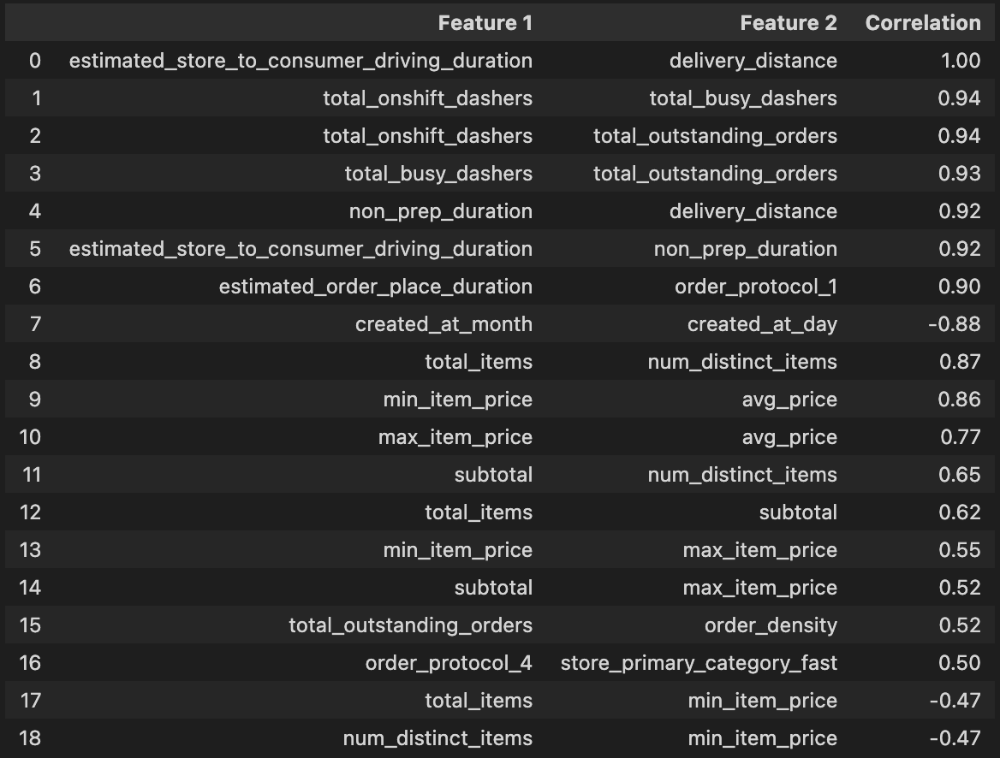 Feature 1 Feature 2 Correlation
0 estimated_store_to_consumer_driving_duration delivery_distance 1.00
1 total_onshift_dashers total_busy_dashers 0.94
2 total_onshift_dashers total_outstanding_orders 0.94
3 total_busy_dashers total_outstanding_orders 0.93
4 non_prep_duration delivery_distance 0.92
5 estimated_store_to_consumer_driving_duration non_prep_duration 0.92
6 estimated_order_place_duration order_protocol_1 0.90
7 created_at_month created_at_day -0.88
8 total_items num_distinct_items 0.87
9 min_item_price avg_price 0.86
10 max_item_price avg_price 0.77
11 subtotal num_distinct_items 0.65
12 total_items subtotal 0.62
13 min_item_price max_item_price 0.55
14 subtotal max_item_price 0.52
15 total_outstanding_orders order_density 0.52
16 order_protocol_4 store_primary_category_fast 0.50
17 total_items min_item_price -0.47
18 num_distinct_items min_item_price -0.47